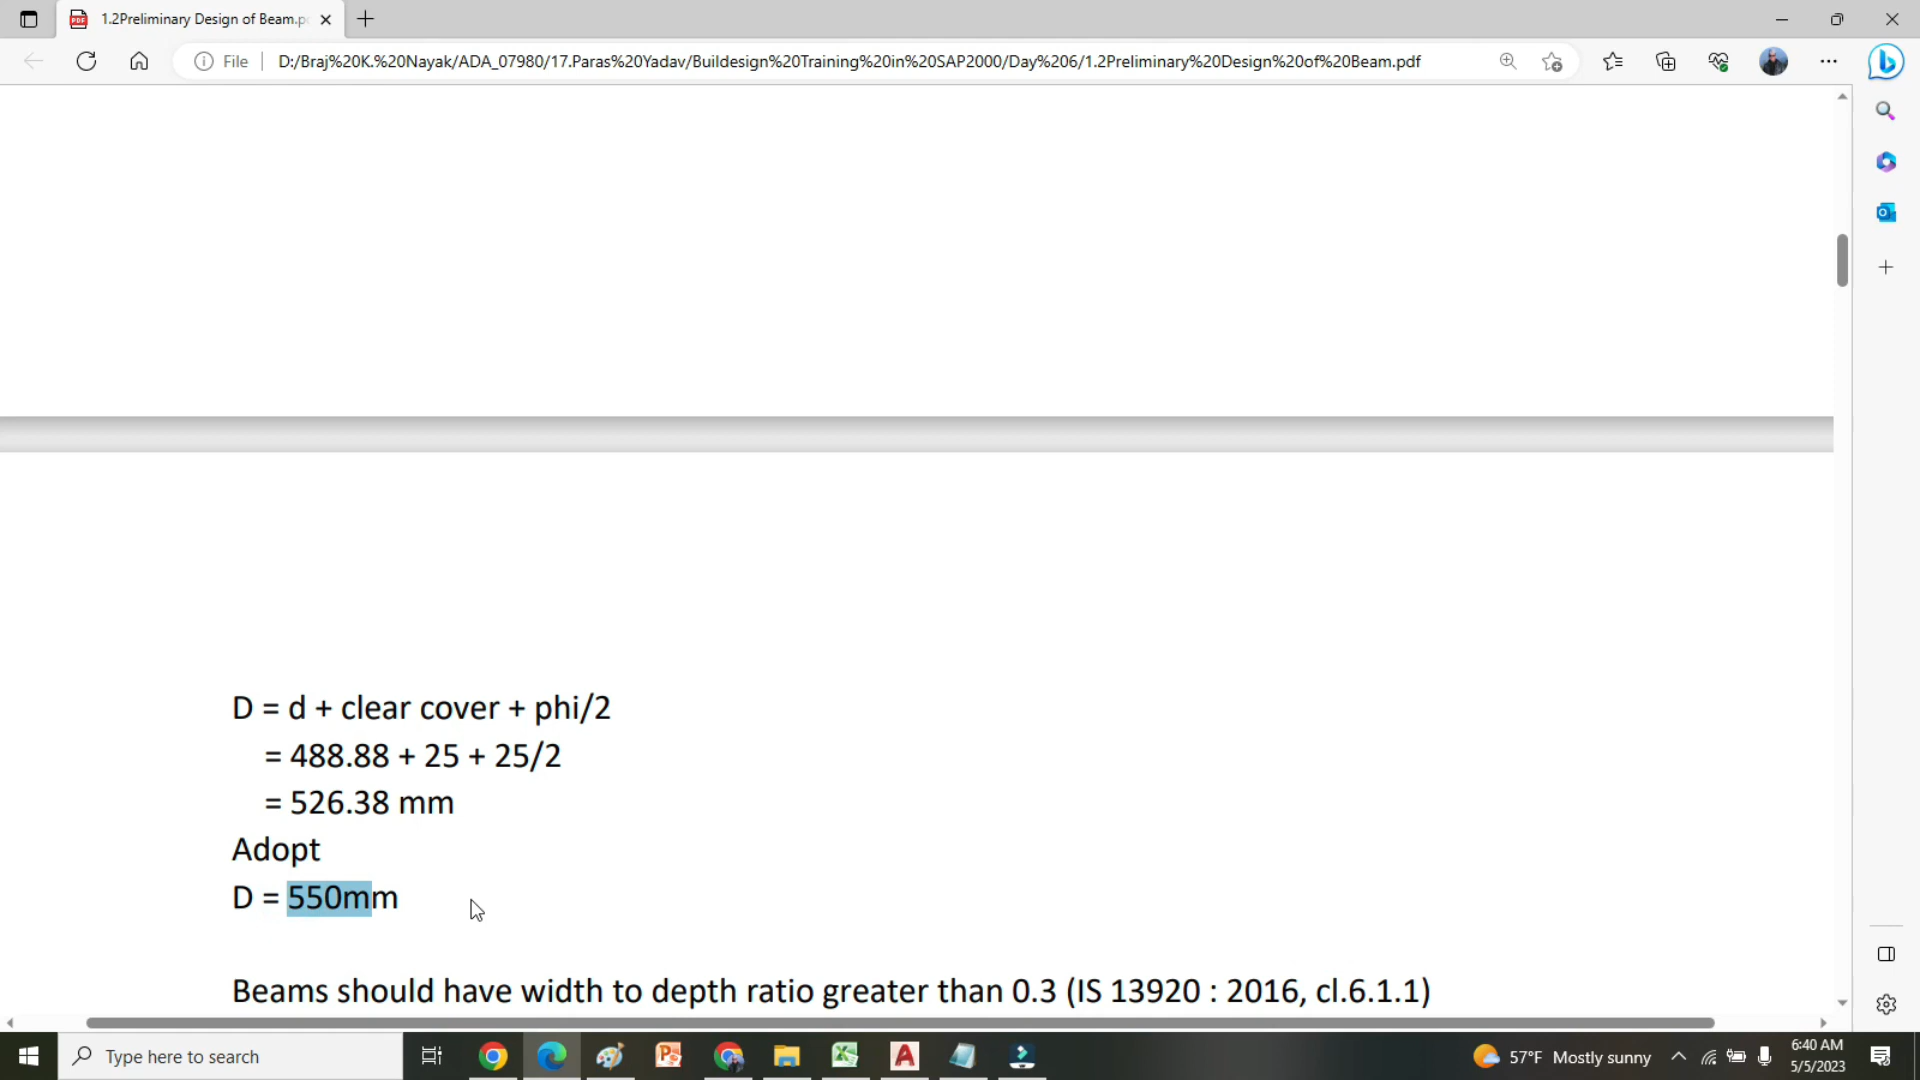 1.2Preliminary Design of Beam.p
File
D:/Braj%20K.%20Nayak/ADA_07980/17.Paras%20Yadav/Buildesign%20Training%20in%20SAP2000/Day%206/1.2Preliminary%20Design%20of%20Beam.pdf
D = d + clear cover + phi/2
= 488.88 + 25 + 25/2
= 526.38 mm
Adopt
D = 550mm
Beams should have width to depth ratio greater than 0.3 (IS 13920 : 2016, cl.6.1.1)
Type here to search
57°F Mostly sunny
6:40 AM
5/5/2023